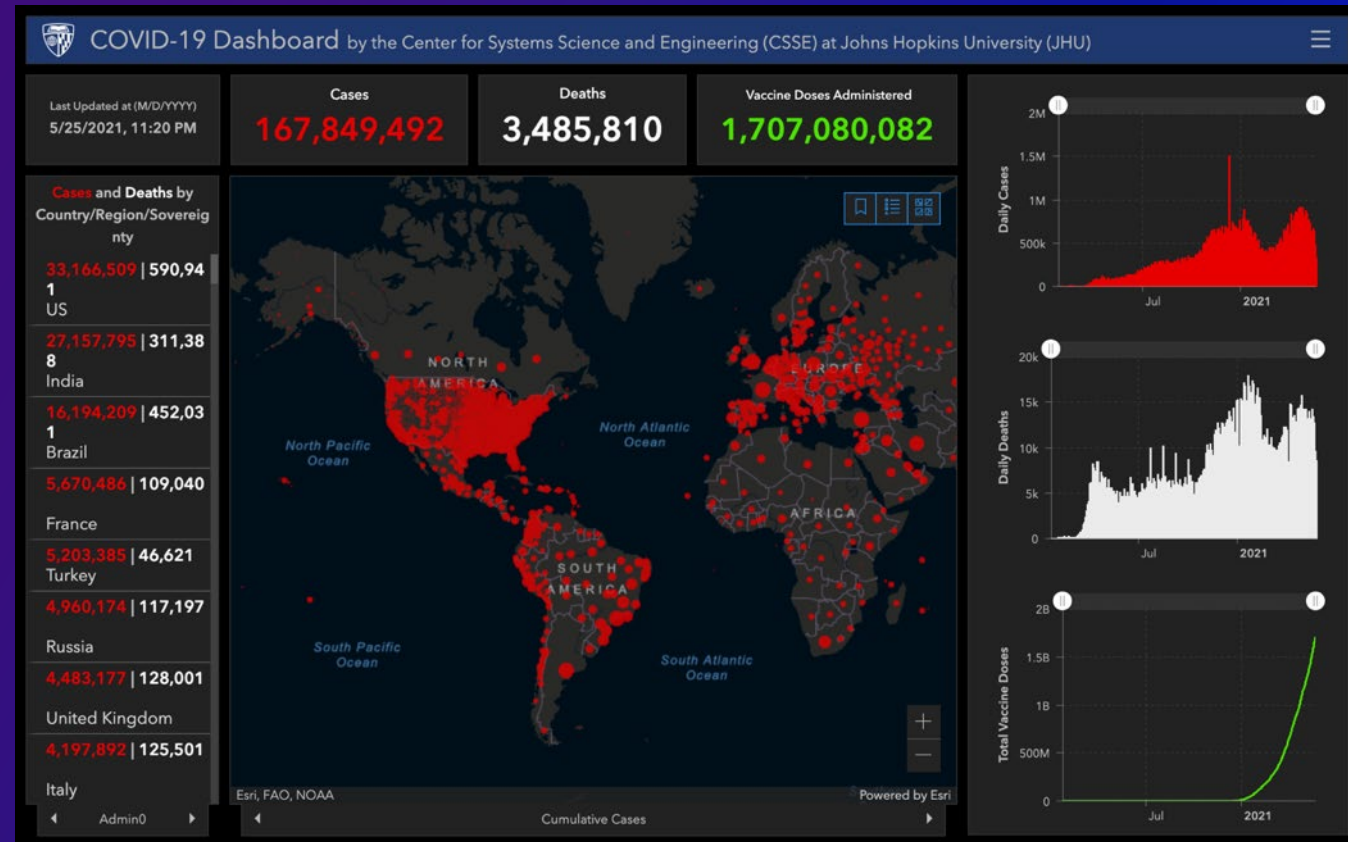 COVID-19 Dashboard by the Center for Systems Science and Engineering (CSSE) at Johns Hopkins University (JHU)
Last Updated at (M/D/YYYY)
5/25/2021, 11:20 PM
Cases
167,849,492
Deaths
3,485,810
Vaccine Doses Administered
1,707,080,082
Cases and Deaths by
Country/Region/Sovereig
nty
33,166,509 | 590,94
1
US
27,157,795 | 311,38
8
India
16,194,209 | 452,03
1
Brazil
5,670,486 | 109,040
France
5,203,385 | 46,621
Turkey
4,960,174 | 117,197
Russia
4,483,177 | 128,001
United Kingdom
4,197,892 | 125,501
Italy
Admin0
NORTH
AMERICA
EUROPE
North Pacific
Ocean
North Atlantic
Ocean
AFRICA
SOUTH
AMERICA
South Pacific
Ocean
South Atlantic
Ocean
+
−
Esri, FAO, NOAA
Powered by Esri
Cumulative Cases
Daily Cases
2M
1.5M
1M
500k
0
Jul
2021
Daily Deaths
20k
15k
10k
5k
0
Jul
2021
Total Vaccine Doses
2B
1.5B
1B
500M
0
Jul
2021